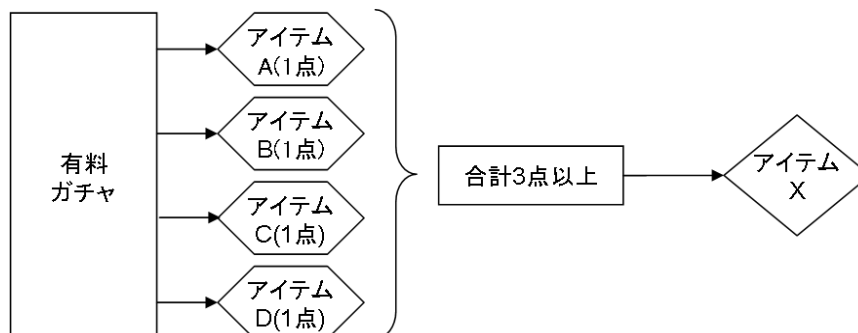 有料
ガチャ
アイテム
A(1点)
アイテム
B(1点)
アイテム
C(1点)
アイテム
D(1点)
合計3点以上
アイテム
X